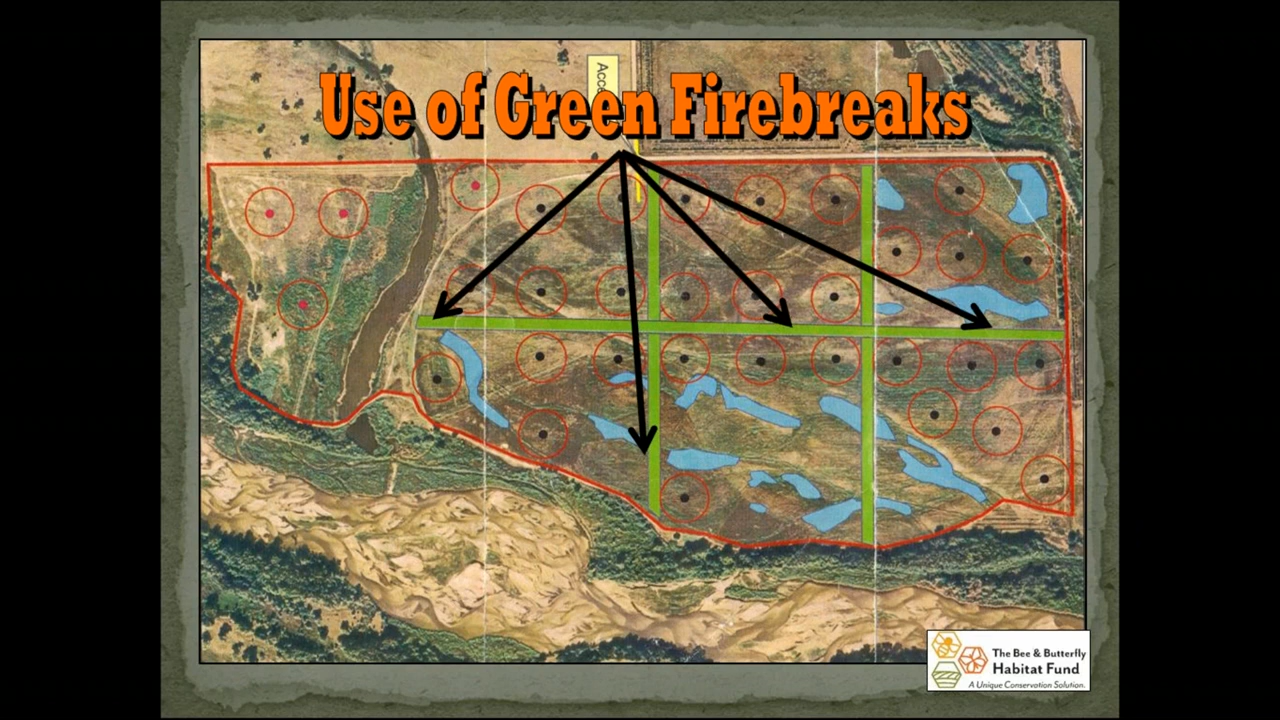 Use of Green Firebreaks
The Bee & Butterfly
Habitat Fund
A Unique Conservation Solution.